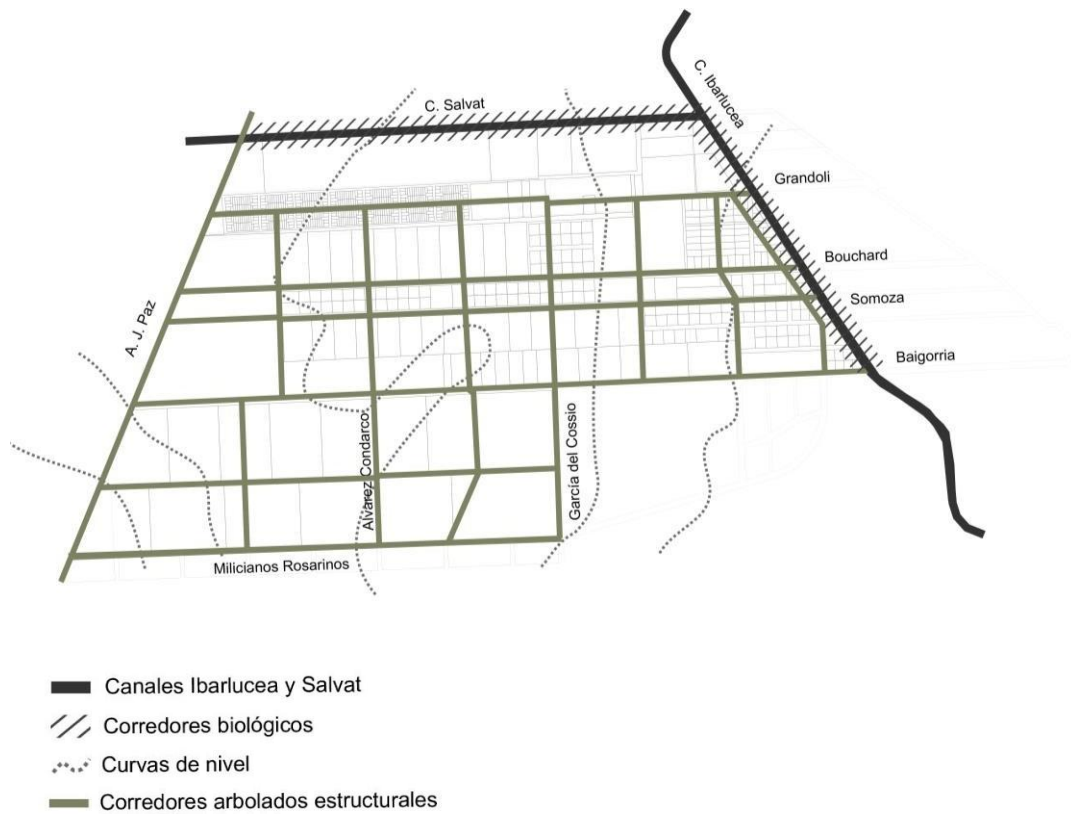 C. Salvat
C. Ibarlucea
Grandoli
Bouchard
Somoza
Baigorria
A. J. Paz
Alvarez Condarco
García del Cossio
Milicianos Rosarinos
Canales Ibarlucea y Salvat
Corredores biológicos
Curvas de nivel
Corredores arbolados estructurales